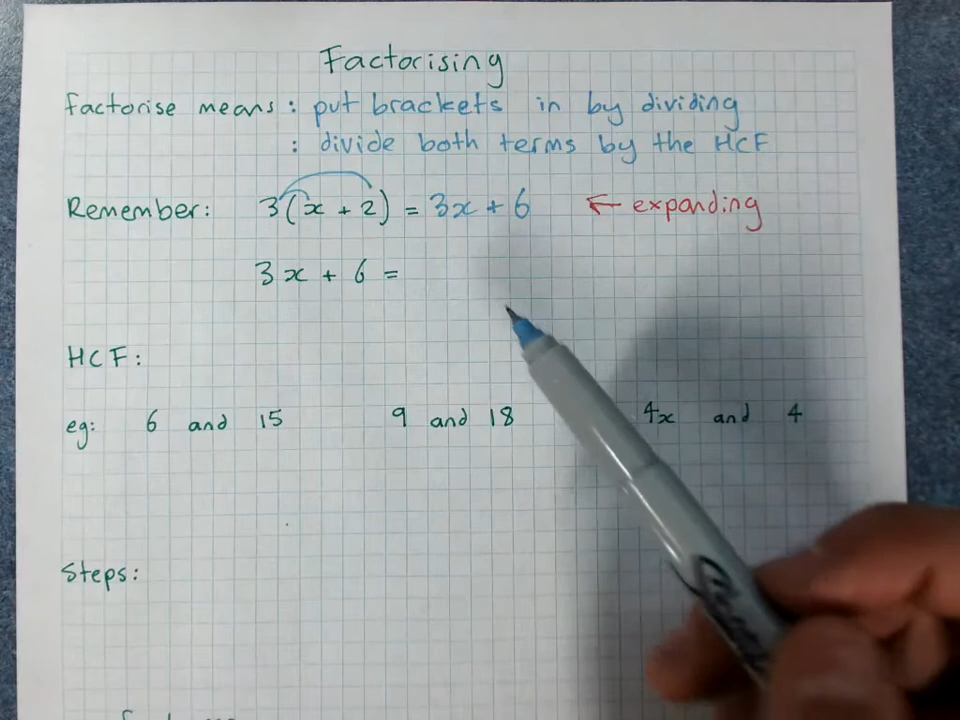 Factorising
Factorise means : put brackets in by dividing
: divide both terms by the HCF
Remember: 3(x + 2) = 3x + 6 ← expanding
3x + 6 =
HCF:
eg: 6 and 15 9 and 18 4x and 4
Steps: